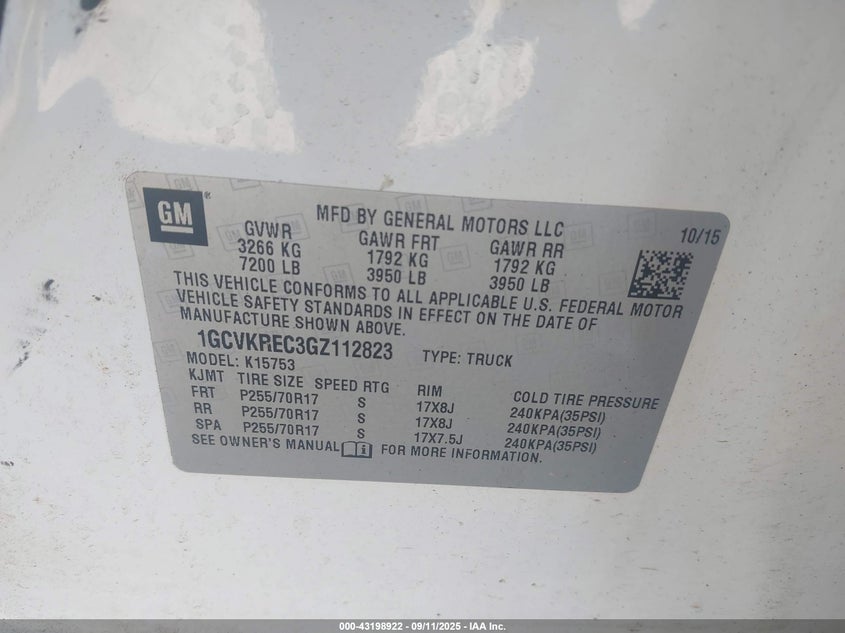 GM®
MFD BY GENERAL MOTORS LLC
10/15
GVWR GAWR FRT GAWR RR
3266 KG 1792 KG 1792 KG
7200 LB 3950 LB 3950 LB
THIS VEHICLE CONFORMS TO ALL APPLICABLE U.S. FEDERAL MOTOR
VEHICLE SAFETY STANDARDS IN EFFECT ON THE DATE OF
MANUFACTURE SHOWN ABOVE.
1GCVKREC3GZ112823 TYPE: TRUCK
MODEL: K15753
KJMT TIRE SIZE SPEED RTG RIM COLD TIRE PRESSURE
FRT P255/70R17 S 17X8J 240KPA(35PSI)
RR P255/70R17 S 17X8J 240KPA(35PSI)
SPA P255/70R17 S 17X7.5J 240KPA(35PSI)
SEE OWNER'S MANUAL FOR MORE INFORMATION.
000-43198922 - 09/11/2025 - IAA Inc.